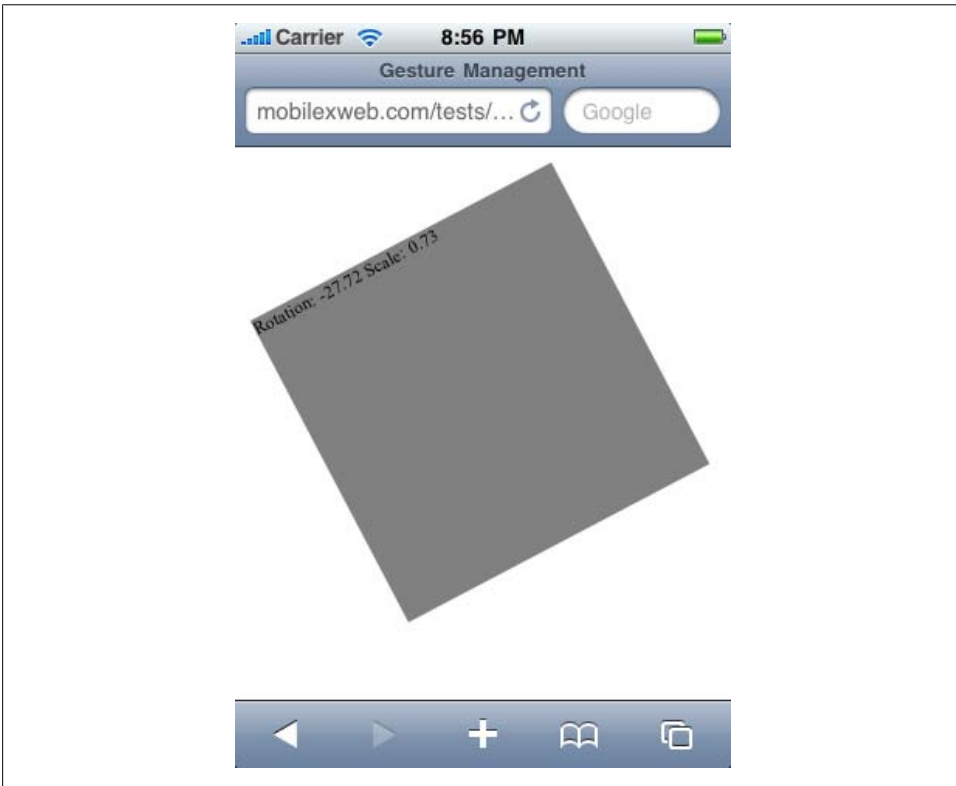 Carrier 8:56 PM
Gesture Management
mobilexweb.com/tests/... Google
Rotation: -27.72 Scale: 0.73